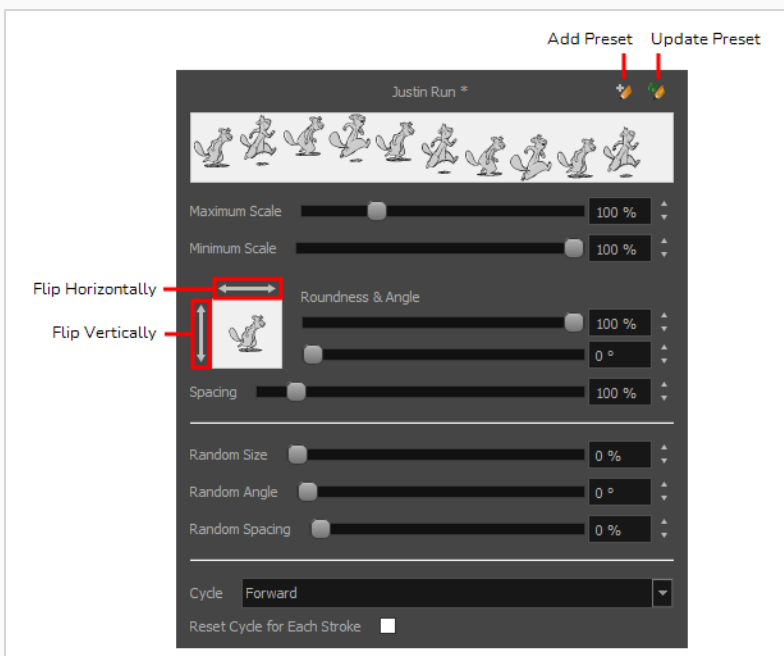 Add Preset Update Preset
Justin Run *
Maximum Scale 100 %
Minimum Scale 100 %
Flip Horizontally
Roundness & Angle
Flip Vertically
100 %
0 °
Spacing 100 %
Random Size 0 %
Random Angle 0 °
Random Spacing 0 %
Cycle Forward
Reset Cycle for Each Stroke